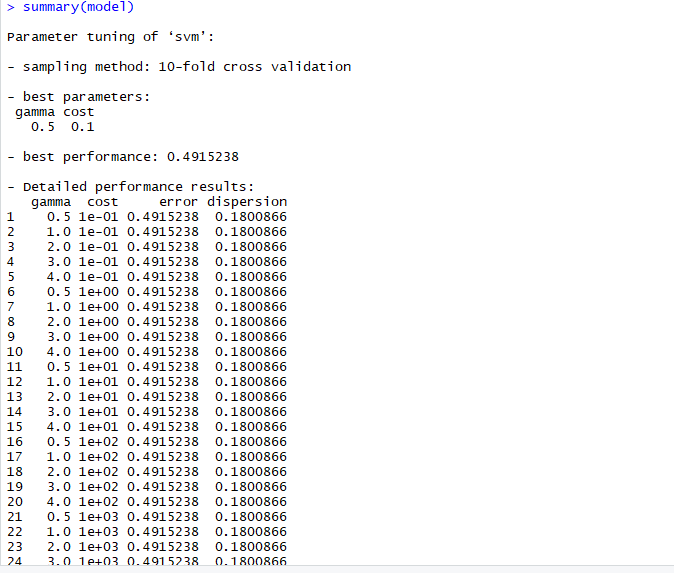 > summary(model)
Parameter tuning of ‘svm’:
- sampling method: 10-fold cross validation
- best parameters:
gamma cost
0.5 0.1
- best performance: 0.4915238
- Detailed performance results:
gamma cost error dispersion
1 0.5 1e-01 0.4915238 0.1800866
2 1.0 1e-01 0.4915238 0.1800866
3 2.0 1e-01 0.4915238 0.1800866
4 3.0 1e-01 0.4915238 0.1800866
5 4.0 1e-01 0.4915238 0.1800866
6 0.5 1e+00 0.4915238 0.1800866
7 1.0 1e+00 0.4915238 0.1800866
8 2.0 1e+00 0.4915238 0.1800866
9 3.0 1e+00 0.4915238 0.1800866
10 4.0 1e+00 0.4915238 0.1800866
11 0.5 1e+01 0.4915238 0.1800866
12 1.0 1e+01 0.4915238 0.1800866
13 2.0 1e+01 0.4915238 0.1800866
14 3.0 1e+01 0.4915238 0.1800866
15 4.0 1e+01 0.4915238 0.1800866
16 0.5 1e+02 0.4915238 0.1800866
17 1.0 1e+02 0.4915238 0.1800866
18 2.0 1e+02 0.4915238 0.1800866
19 3.0 1e+02 0.4915238 0.1800866
20 4.0 1e+02 0.4915238 0.1800866
21 0.5 1e+03 0.4915238 0.1800866
22 1.0 1e+03 0.4915238 0.1800866
23 2.0 1e+03 0.4915238 0.1800866
24 3.0 1e+03 0.4915238 0.1800866